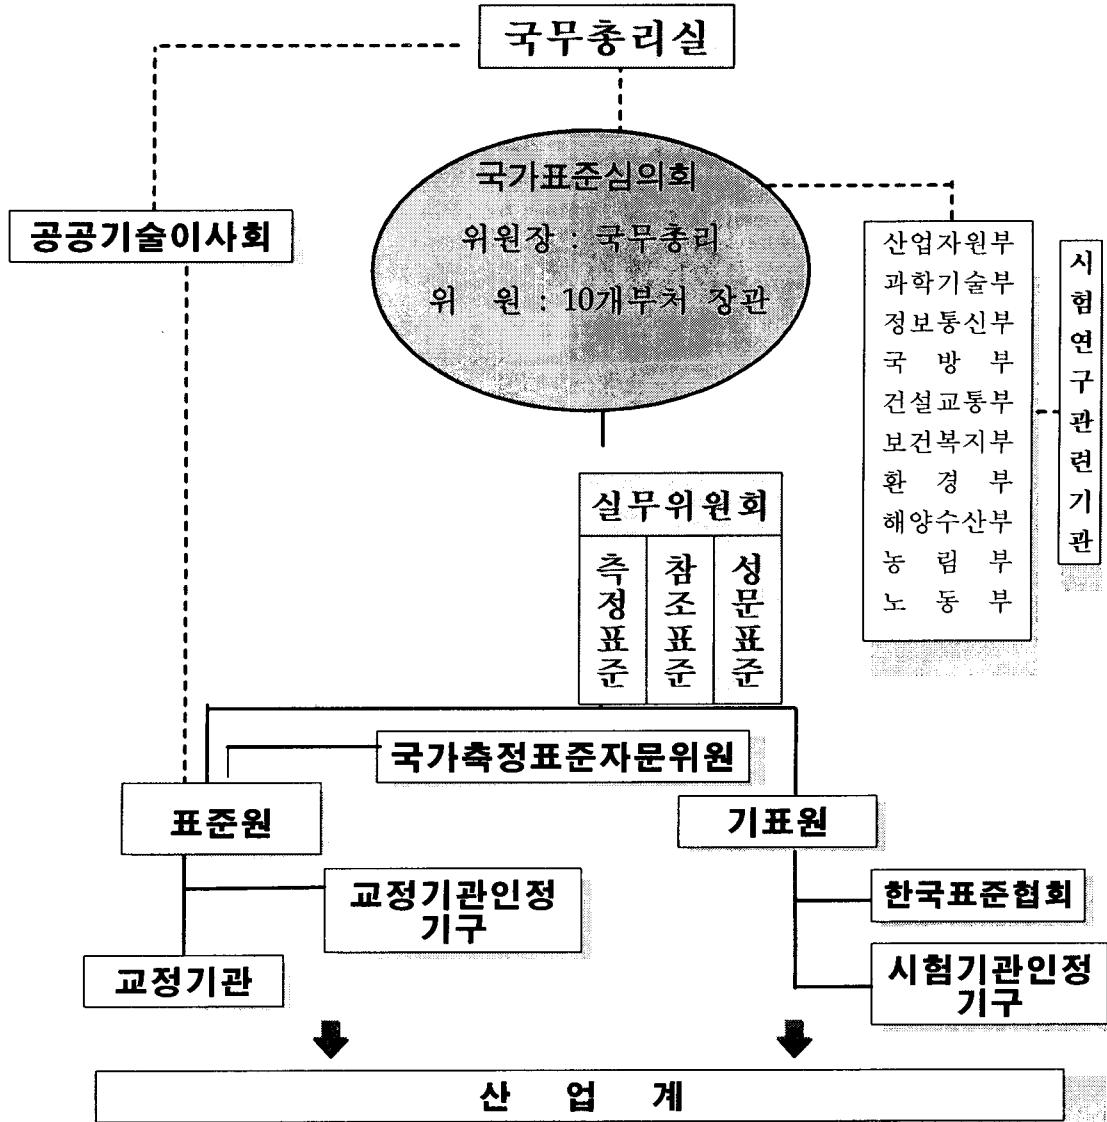 국무총리실
국가표준심의회
위원장 : 국무총리
위 원 : 10개부처 장관
공공기술이사회
산업자원부
과학기술부
정보통신부
국 방 부
건설교통부
보건복지부
환 경 부
해양수산부
농 림 부
노 동 부
시험연구관련기관
실무위원회
측정표준
참조표준
성문표준
국가측정표준자문위원
표준원
기표원
교정기관인정
기구
한국표준협회
교정기관
시험기관인정
기구
산 업 계